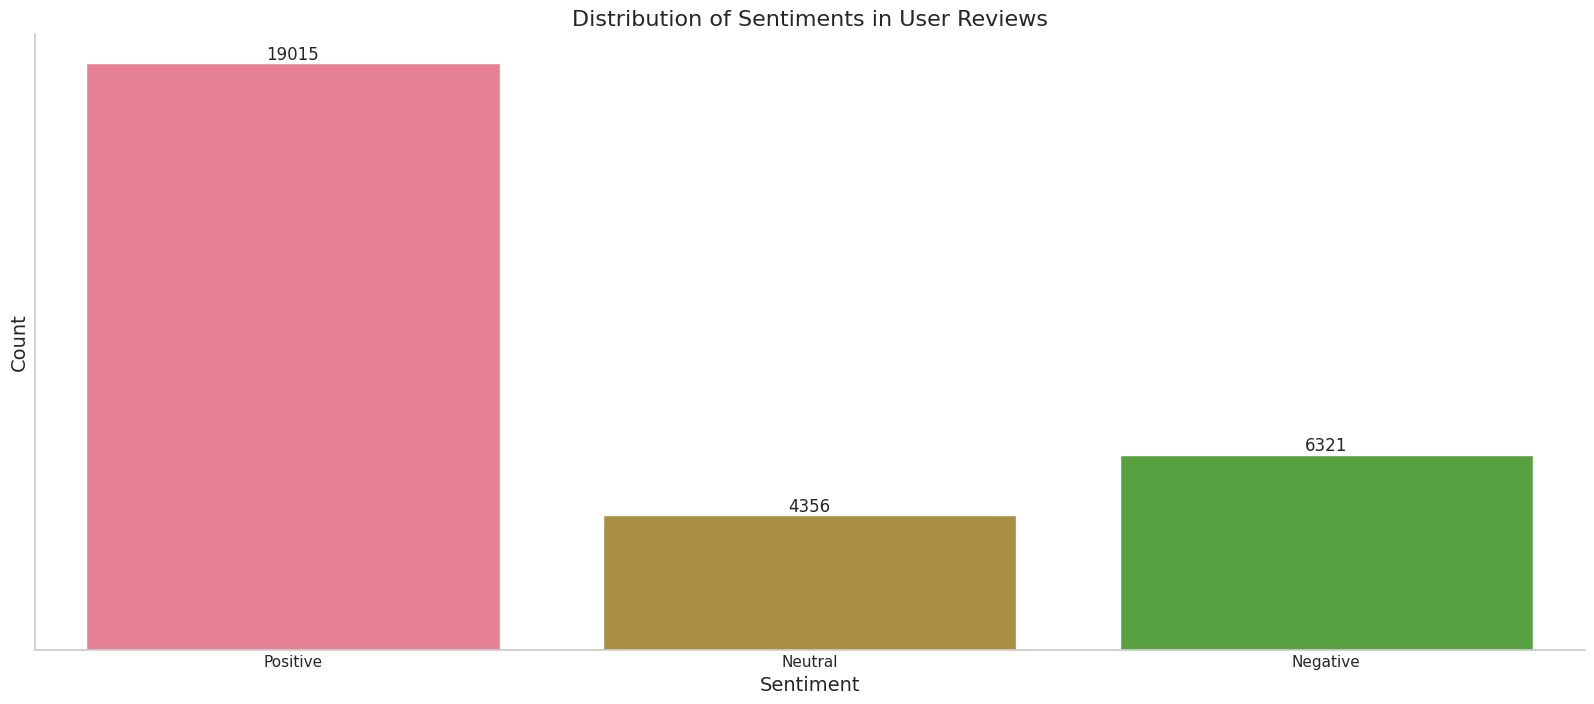 Distribution of Sentiments in User Reviews
19015
4356
6321
Count
Positive
Neutral
Negative
Sentiment